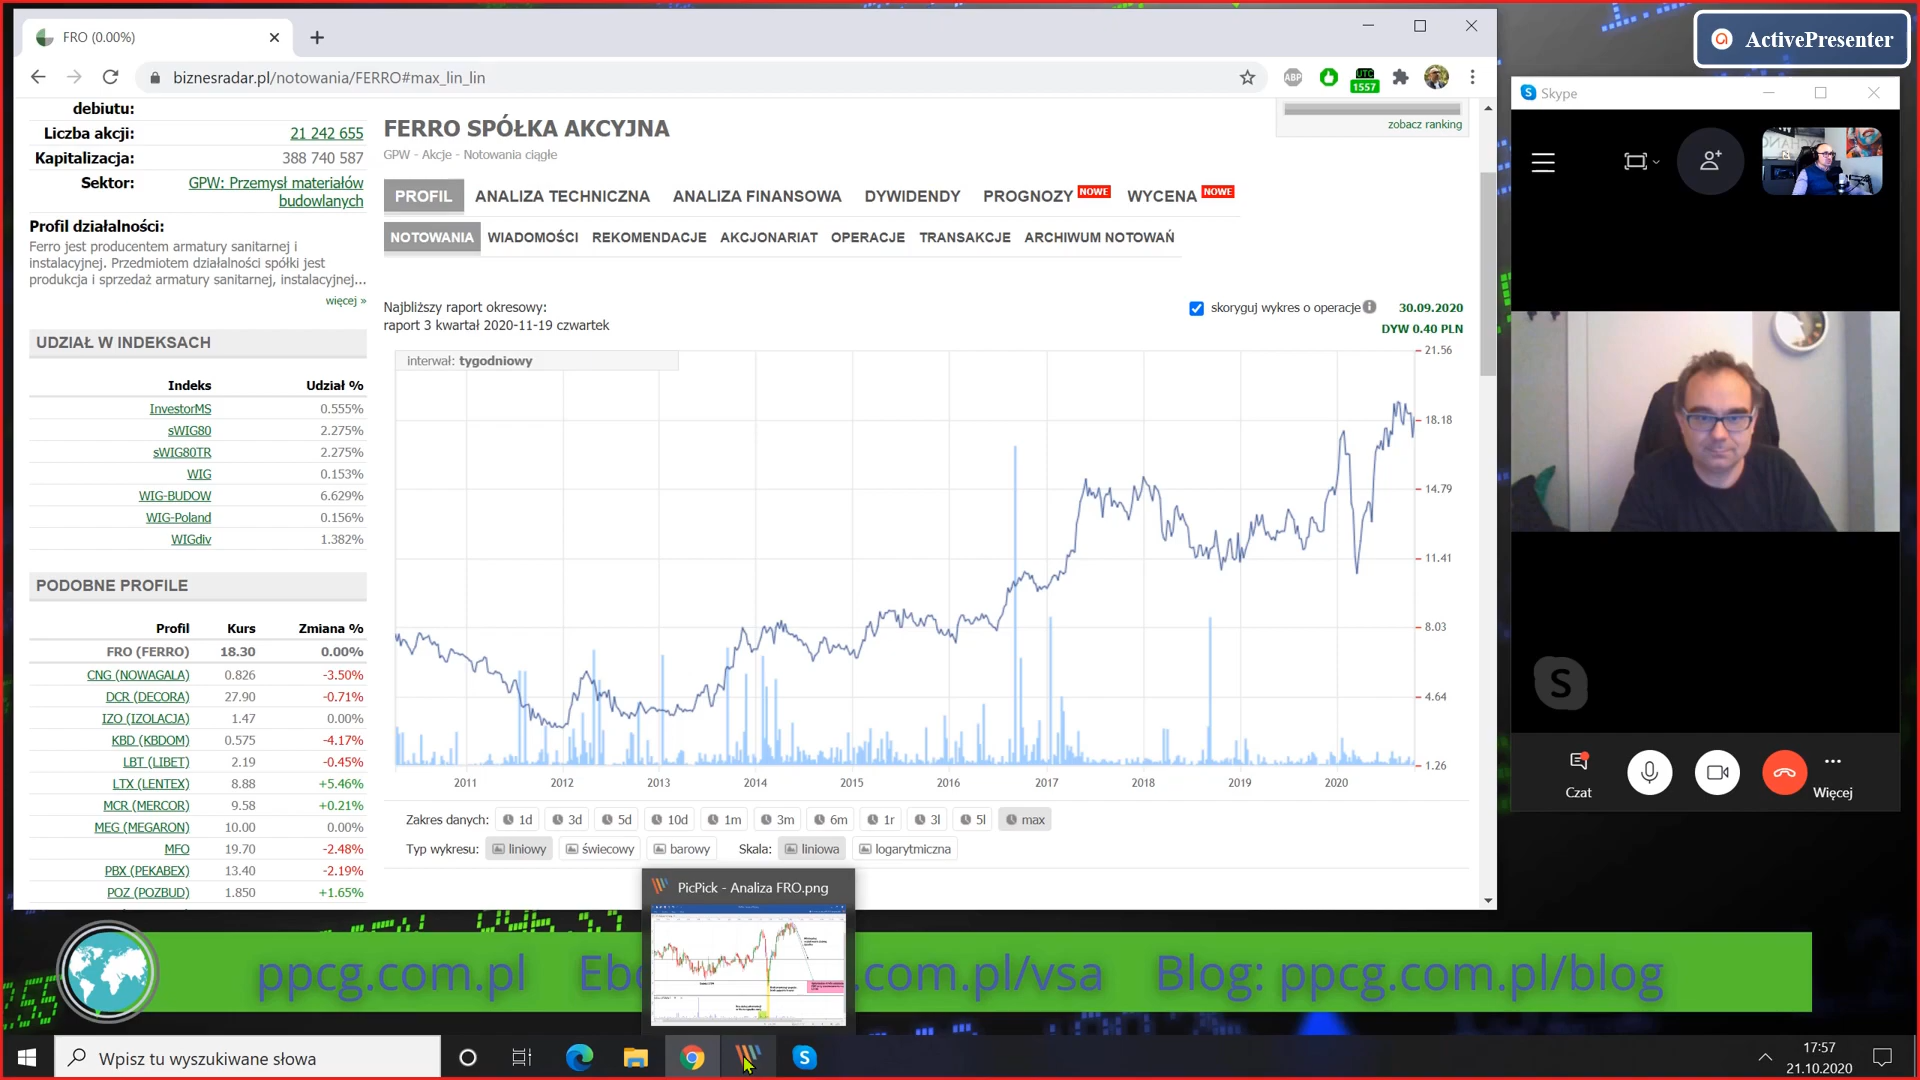 FRO (0.00%)
ActivePresenter
biznesradar.pl/notowania/FERRO#max_lin_lin
ABP
UTC
1557
Skype
debiutu:
Liczba akcji: 21 242 655
Kapitalizacja: 388 740 587
Sektor: GPW: Przemysł materiałów
budowlanych
Profil działalności:
Ferro jest producentem armatury sanitarnej i
instalacyjnej. Przedmiotem działalności spółki jest
produkcja i sprzedaż armatury sanitarnej, instalacyjnej...
więcej »
UDZIAŁ W INDEKSACH
Indeks Udział %
InvestorMS 0.555%
sWIG80 2.275%
sWIG80TR 2.275%
WIG 0.153%
WIG-BUDOW 6.629%
WIG-Poland 0.156%
WIGdiv 1.382%
PODOBNE PROFILE
Profil Kurs Zmiana %
FRO (FERRO) 18.30 0.00%
CNG (NOWAGALA) 0.826 -3.50%
DCR (DECORA) 27.90 -0.71%
IZO (IZOLACJA) 1.47 0.00%
KBD (KBDOM) 0.575 -4.17%
LBT (LIBET) 2.19 -0.45%
LTX (LENTEX) 8.88 +5.46%
MCR (MERCOR) 9.58 +0.21%
MEG (MEGARON) 10.00 0.00%
MFO 19.70 -2.48%
PBX (PEKABEX) 13.40 -2.19%
POZ (POZBUD) 1.850 +1.65%
zobacz ranking
FERRO SPÓŁKA AKCYJNA
GPW - Akcje - Notowania ciągłe
PROFIL ANALIZA TECHNICZNA ANALIZA FINANSOWA DYWIDENDY PROGNOZY NOWE WYCENA NOWE
NOTOWANIA WIADOMOŚCI REKOMENDACJE AKCJONARIAT OPERACJE TRANSAKCJE ARCHIWUM NOTOWAŃ
Najbliższy raport okresowy:
raport 3 kwartał 2020-11-19 czwartek
skoryguj wykres o operacje 30.09.2020
DYW 0.40 PLN
interwał: tygodniowy
21.56
18.18
14.79
11.41
8.03
4.64
1.26
2011 2012 2013 2014 2015 2016 2017 2018 2019 2020
Zakres danych: 1d 3d 5d 10d 1m 3m 6m 1r 3l 5l max
Typ wykresu: liniowy świecowy barowy Skala: liniowa logarytmiczna
Czat
Więcej
PicPick - Analiza FRO.png
ppcg.com.pl Ebo .com.pl/vsa Blog: ppcg.com.pl/blog
Wpisz tu wyszukiwane słowa
17:57
21.10.2020